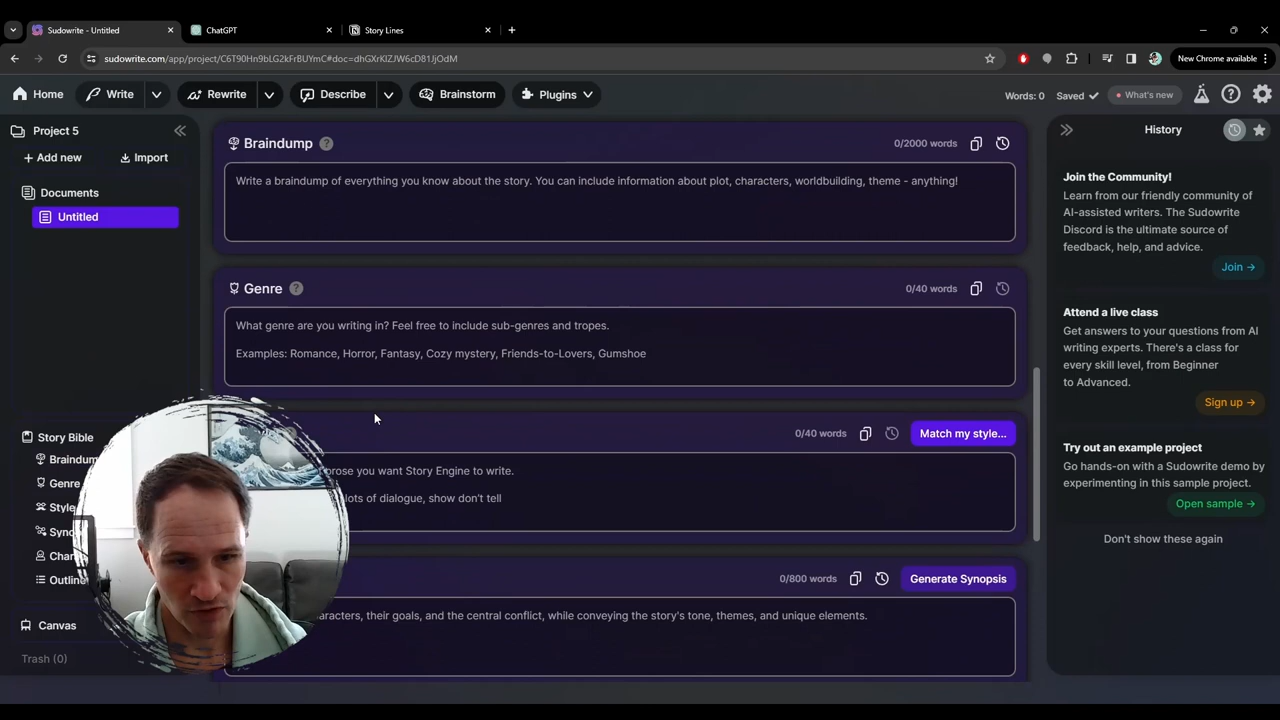 Sudowrite - Untitled
ChatGPT
Story Lines
sudowrite.com/app/project/C6T90Hn9bLG2kFrBUYmC#doc=dhGXrKIZJW6cD81JjOdM
New Chrome available
Home
Write
Rewrite
Describe
Brainstorm
Plugins
Words: 0
Saved
What's new
Project 5
Add new
Import
Documents
Untitled
Story Bible
Genre
Outline
Canvas
Trash (0)
Braindump
0/2000 words
Write a braindump of everything you know about the story. You can include information about plot, characters, worldbuilding, theme - anything!
Genre
0/40 words
What genre are you writing in? Feel free to include sub-genres and tropes.
Examples: Romance, Horror, Fantasy, Cozy mystery, Friends-to-Lovers, Gumshoe
0/40 words
Match my style...
prose you want Story Engine to write.
lots of dialogue, show don't tell
0/800 words
Generate Synopsis
their goals, and the central conflict, while conveying the story's tone, themes, and unique elements.
History
Join the Community!
Learn from our friendly community of
AI-assisted writers. The Sudowrite
Discord is the ultimate source of
feedback, help, and advice.
Join →
Attend a live class
Get answers to your questions from AI
writing experts. There's a class for
every skill level, from Beginner
to Advanced.
Sign up →
Try out an example project
Go hands-on with a Sudowrite demo by
experimenting in this sample project.
Open sample →
Don't show these again